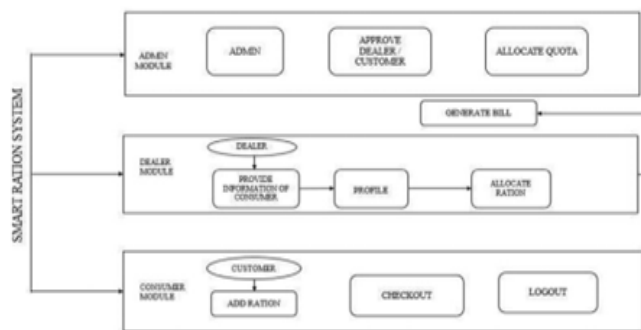 SMART RATION SYSTEM
ADMIN
MODULE
ADMIN
APPROVE
DEALER /
CUSTOMER
ALLOCATE QUOTA
GENERATE BILL
DEALER
MODULE
DEALER
PROVIDE
INFORMATION OF
CONSUMER
PROFILE
ALLOCATE
RATION
CONSUMER
MODULE
CUSTOMER
ADD RATION
CHECKOUT
LOGOUT